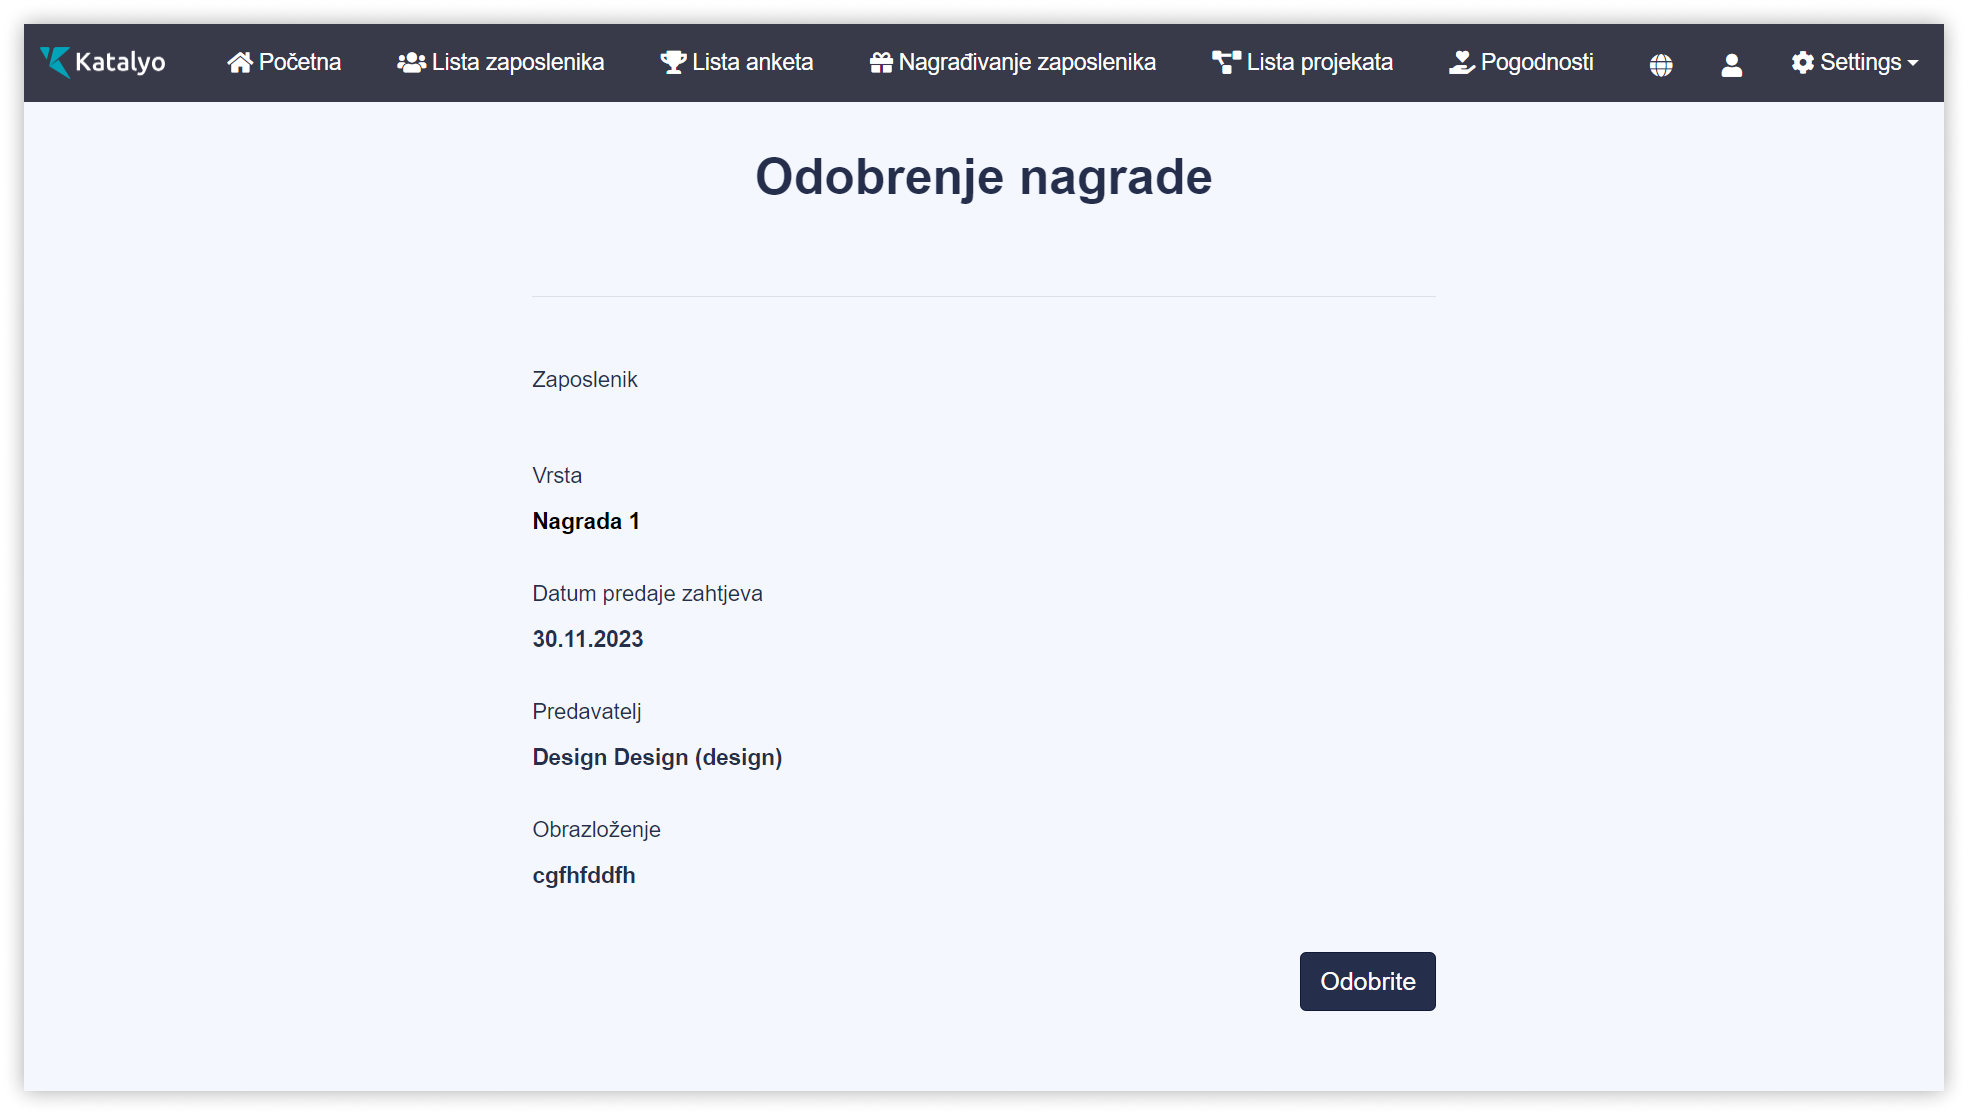 Katalyo Početna Lista zaposlenika Lista anketa Nagrađivanje zaposlenika Lista projekata Pogodnosti Settings
Odobrenje nagrade
Zaposlenik
Vrsta
Nagrada 1
Datum predaje zahtjeva
30.11.2023
Predavatelj
Design Design (design)
Obrazloženje
cgfhfddfh
Odobrite